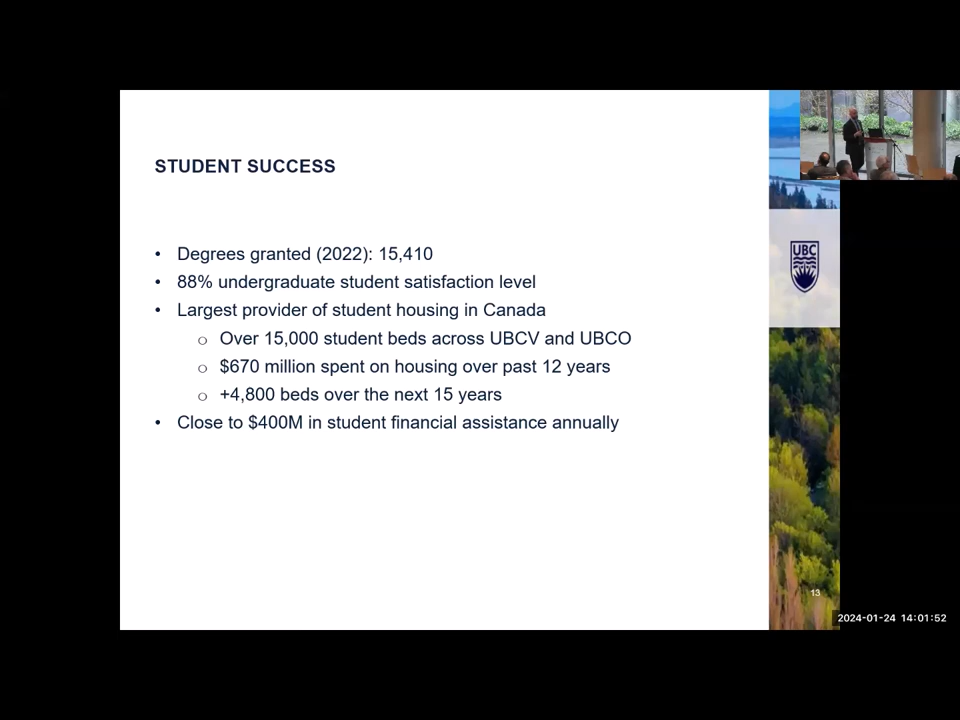 STUDENT SUCCESS
• Degrees granted (2022): 15,410
• 88% undergraduate student satisfaction level
• Largest provider of student housing in Canada
o Over 15,000 student beds across UBCV and UBCO
o $670 million spent on housing over past 12 years
o +4,800 beds over the next 15 years
• Close to $400M in student financial assistance annually
UBC
13
2024-01-24 14:01:52